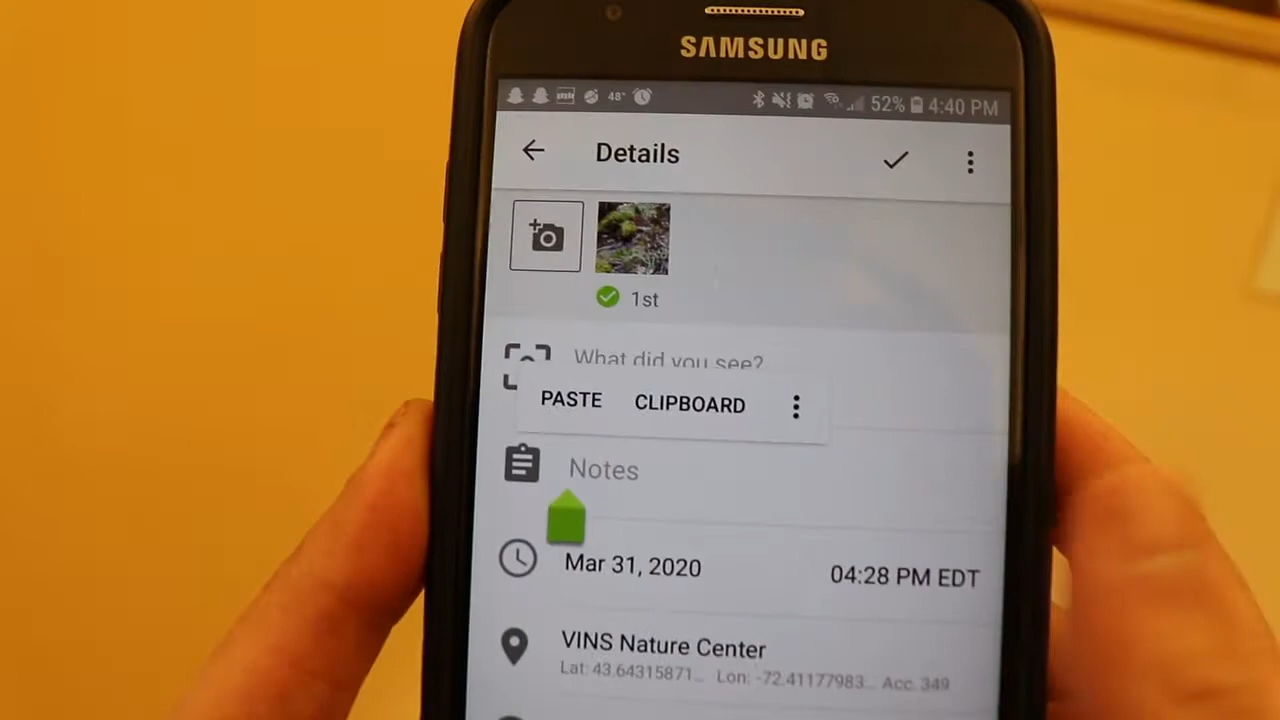 SAMSUNG
48° 52% 4:40 PM
Details
1st
What did you see?
PASTE CLIPBOARD
Notes
Mar 31, 2020 04:28 PM EDT
VINS Nature Center
Lat: 43.64315871... Lon: -72.41177983... Acc: 349